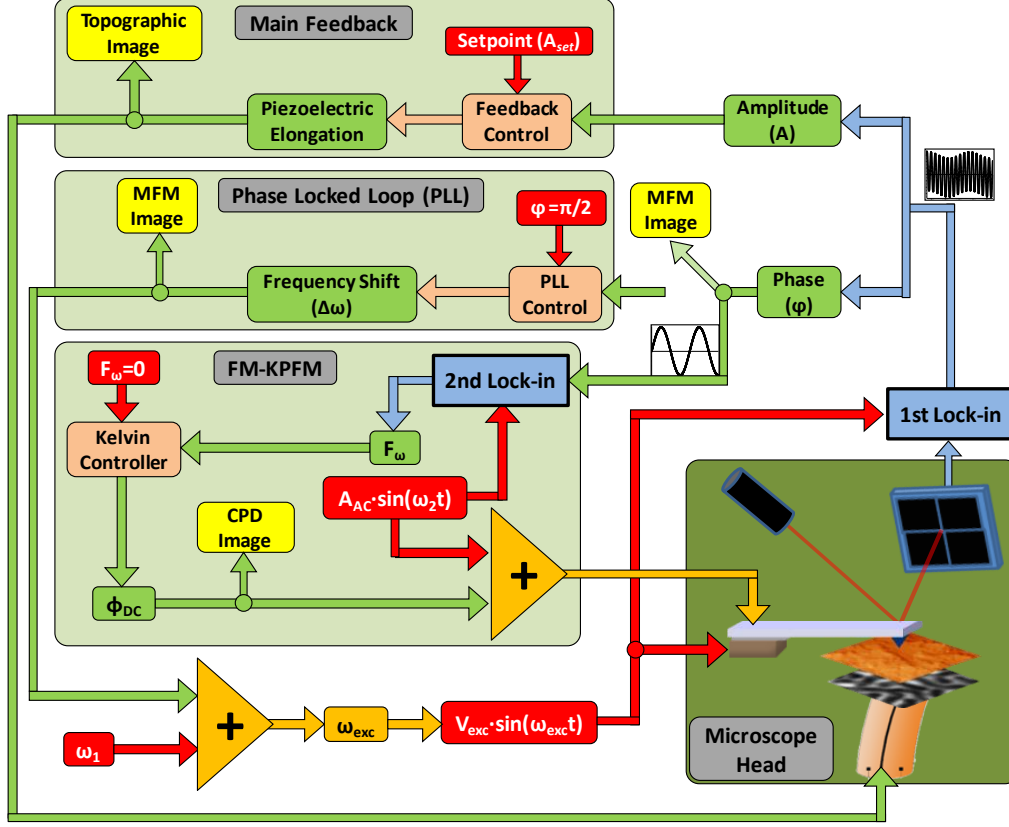 Topographic
Image
Main Feedback
Setpoint (A_set)
Piezoelectric
Elongation
Feedback
Control
Amplitude
(A)
MFM
Image
Phase Locked Loop (PLL)
φ=π/2
MFM
Image
Frequency Shift
(Δω)
PLL
Control
Phase
(φ)
F_ω=0
FM-KPFM
2nd Lock-in
1st Lock-in
Kelvin
Controller
F_ω
A_AC·sin(ω_2t)
CPD
Image
+
ϕ_DC
+
ω_1
ω_exc
V_exc·sin(ω_exct)
Microscope
Head